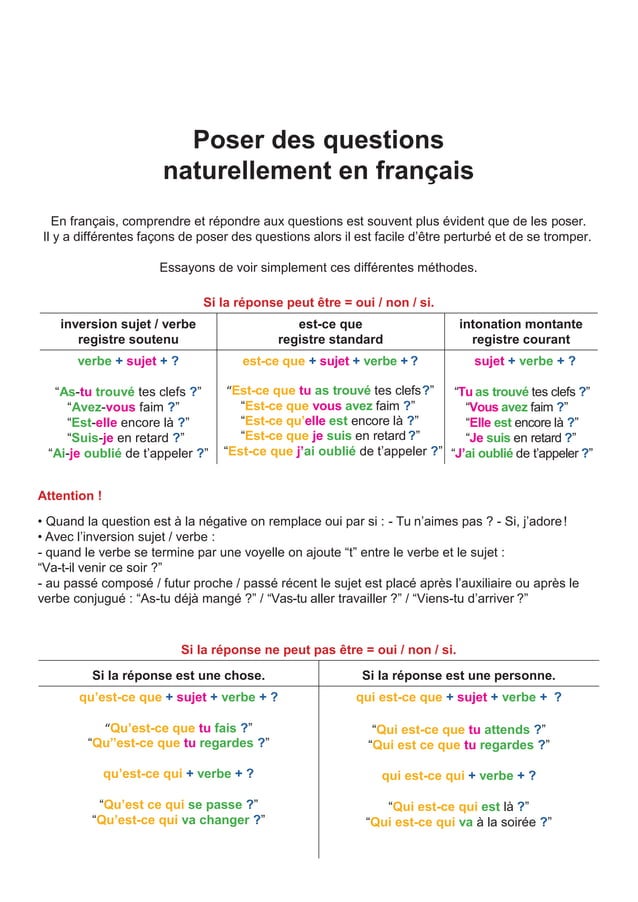 Poser des questions
naturellement en français
En français, comprendre et répondre aux questions est souvent plus évident que de les poser.
Il y a différentes façons de poser des questions alors il est facile d'être perturbé et de se tromper.
Essayons de voir simplement ces différentes méthodes.
Si la réponse peut être = oui / non / si.
inversion sujet / verbe
registre soutenu
verbe + sujet + ?
“As-tu trouvé tes clefs ?”
“Avez-vous faim ?”
“Est-elle encore là ?”
“Suis-je en retard ?”
“Ai-je oublié de t'appeler ?”
est-ce que
registre standard
est-ce que + sujet + verbe + ?
“Est-ce que tu as trouvé tes clefs?”
“Est-ce que vous avez faim ?”
“Est-ce qu'elle est encore là ?”
“Est-ce que je suis en retard ?”
“Est-ce que j'ai oublié de t'appeler ?”
intonation montante
registre courant
sujet + verbe + ?
“Tu as trouvé tes clefs ?”
“Vous avez faim ?”
“Elle est encore là ?”
“Je suis en retard ?”
“J'ai oublié de t'appeler ?”
Attention !
• Quand la question est à la négative on remplace oui par si : - Tu n'aimes pas ? - Si, j'adore !
• Avec l'inversion sujet / verbe :
- quand le verbe se termine par une voyelle on ajoute “t” entre le verbe et le sujet :
“Va-t-il venir ce soir ?”
- au passé composé / futur proche / passé récent le sujet est placé après l'auxiliaire ou après le
verbe conjugué : “As-tu déjà mangé ?” / “Vas-tu aller travailler ?” / “Viens-tu d'arriver ?”
Si la réponse ne peut pas être = oui / non / si.
Si la réponse est une chose.
qu'est-ce que + sujet + verbe + ?
“Qu'est-ce que tu fais ?”
“Qu''est-ce que tu regardes ?”
qu'est-ce qui + verbe + ?
“Qu'est ce qui se passe ?”
“Qu'est-ce qui va changer ?”
Si la réponse est une personne.
qui est-ce que + sujet + verbe + ?
“Qui est-ce que tu attends ?”
“Qui est ce que tu regardes ?”
qui est-ce qui + verbe + ?
“Qui est-ce qui est là ?”
“Qui est-ce qui va à la soirée ?”